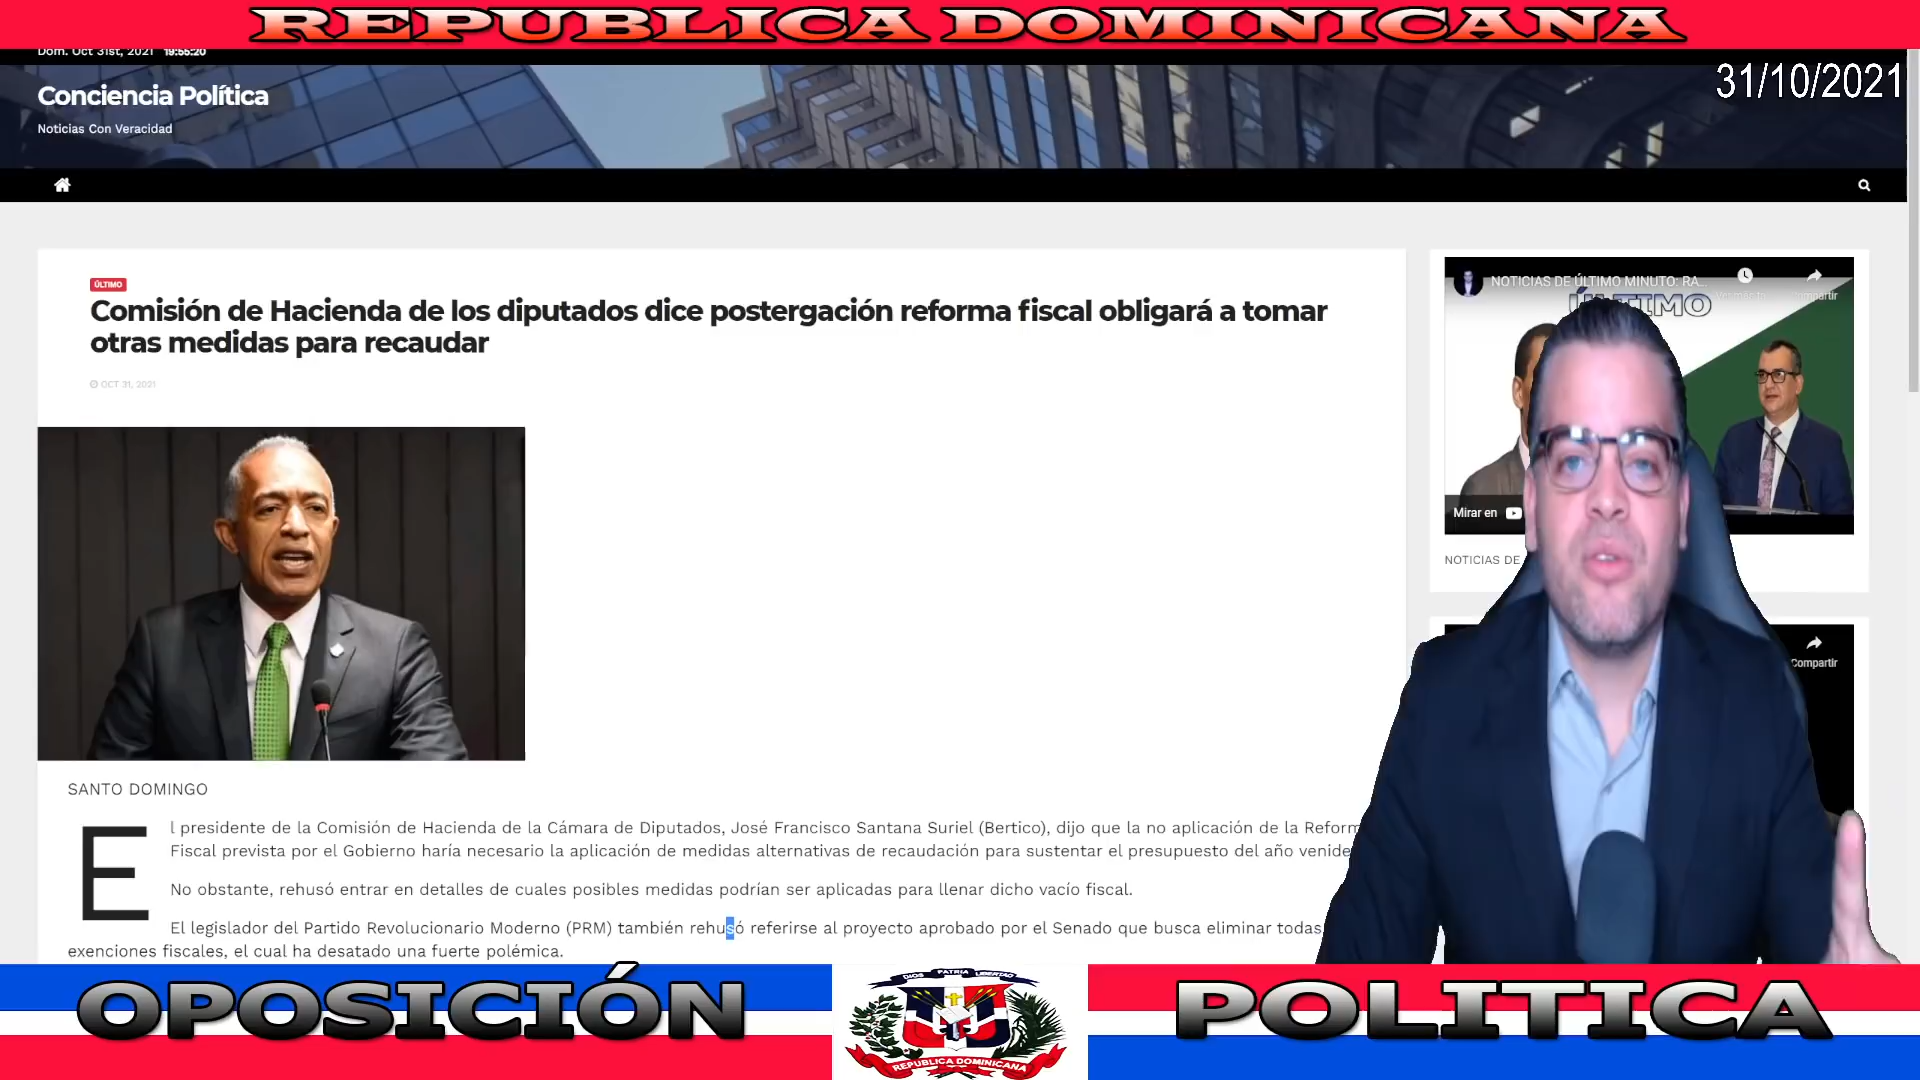 REPUBLICA DOMINICANA
Dom. Oct 31st, 2021 19:55:20
31/10/2021
Conciencia Política
Noticias Con Veracidad
ÚLTIMO
Comisión de Hacienda de los diputados dice postergación reforma fiscal obligará a tomar
otras medidas para recaudar
OCT 31, 2021
NOTICIAS DE ÚLTIMO MINUTO: RA...
ÚLTIMO
Mirar en
NOTICIAS DE
Compartir
SANTO DOMINGO
El presidente de la Comisión de Hacienda de la Cámara de Diputados, José Francisco Santana Suriel (Bertico), dijo que la no aplicación de la Reform
Fiscal prevista por el Gobierno haría necesario la aplicación de medidas alternativas de recaudación para sustentar el presupuesto del año venide
No obstante, rehusó entrar en detalles de cuales posibles medidas podrían ser aplicadas para llenar dicho vacío fiscal.
El legislador del Partido Revolucionario Moderno (PRM) también rehusó referirse al proyecto aprobado por el Senado que busca eliminar todas
exenciones fiscales, el cual ha desatado una fuerte polémica.
OPOSICIÓN
DIOS PATRIA LIBERTAD
REPUBLICA DOMINICANA
POLITICA